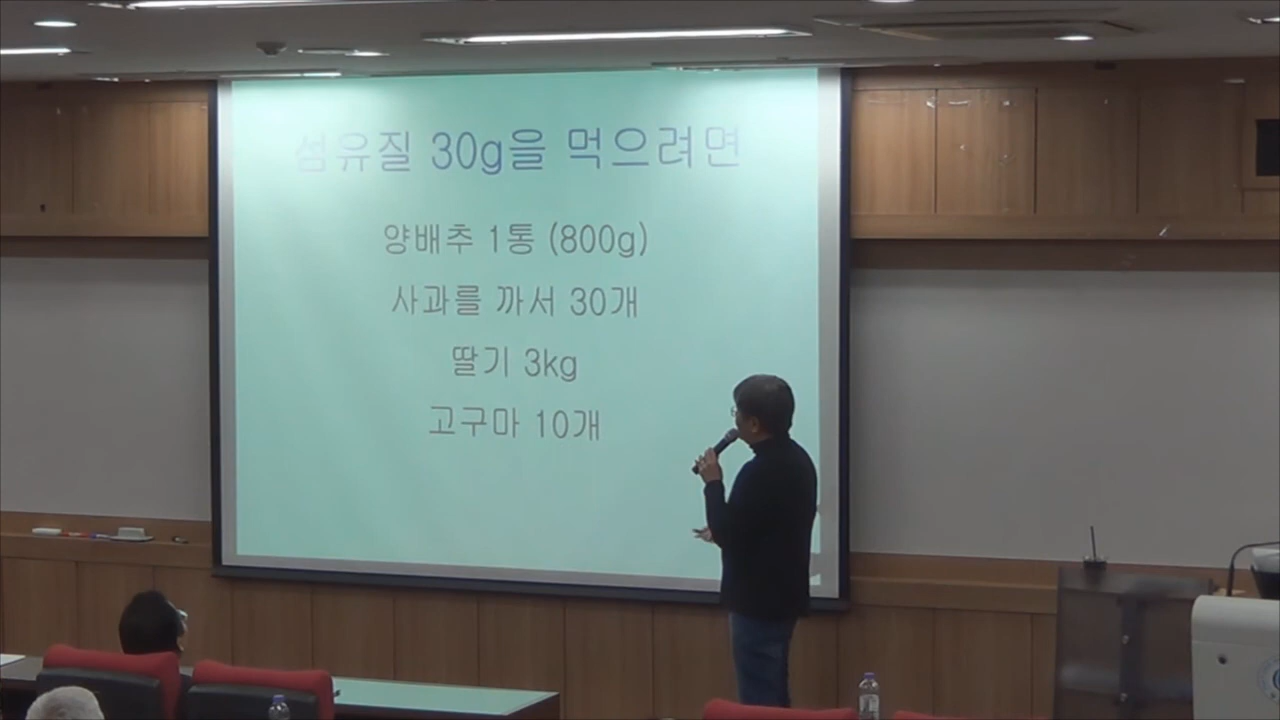 섬유질 30g을 먹으려면
양배추 1통 (800g)
사과를 까서 30개
딸기 3kg
고구마 10개